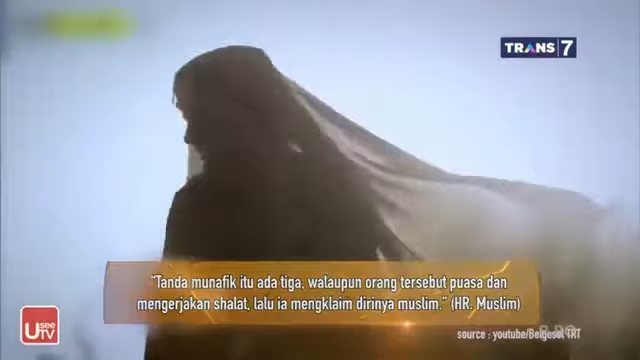 TRANS 7
"Tanda munafik itu ada tiga, walaupun orang tersebut puasa dan
mengerjakan shalat, lalu ia mengklaim dirinya muslim." (HR. Muslim)
source : youtube/Belgesel TRT
Usee
TV